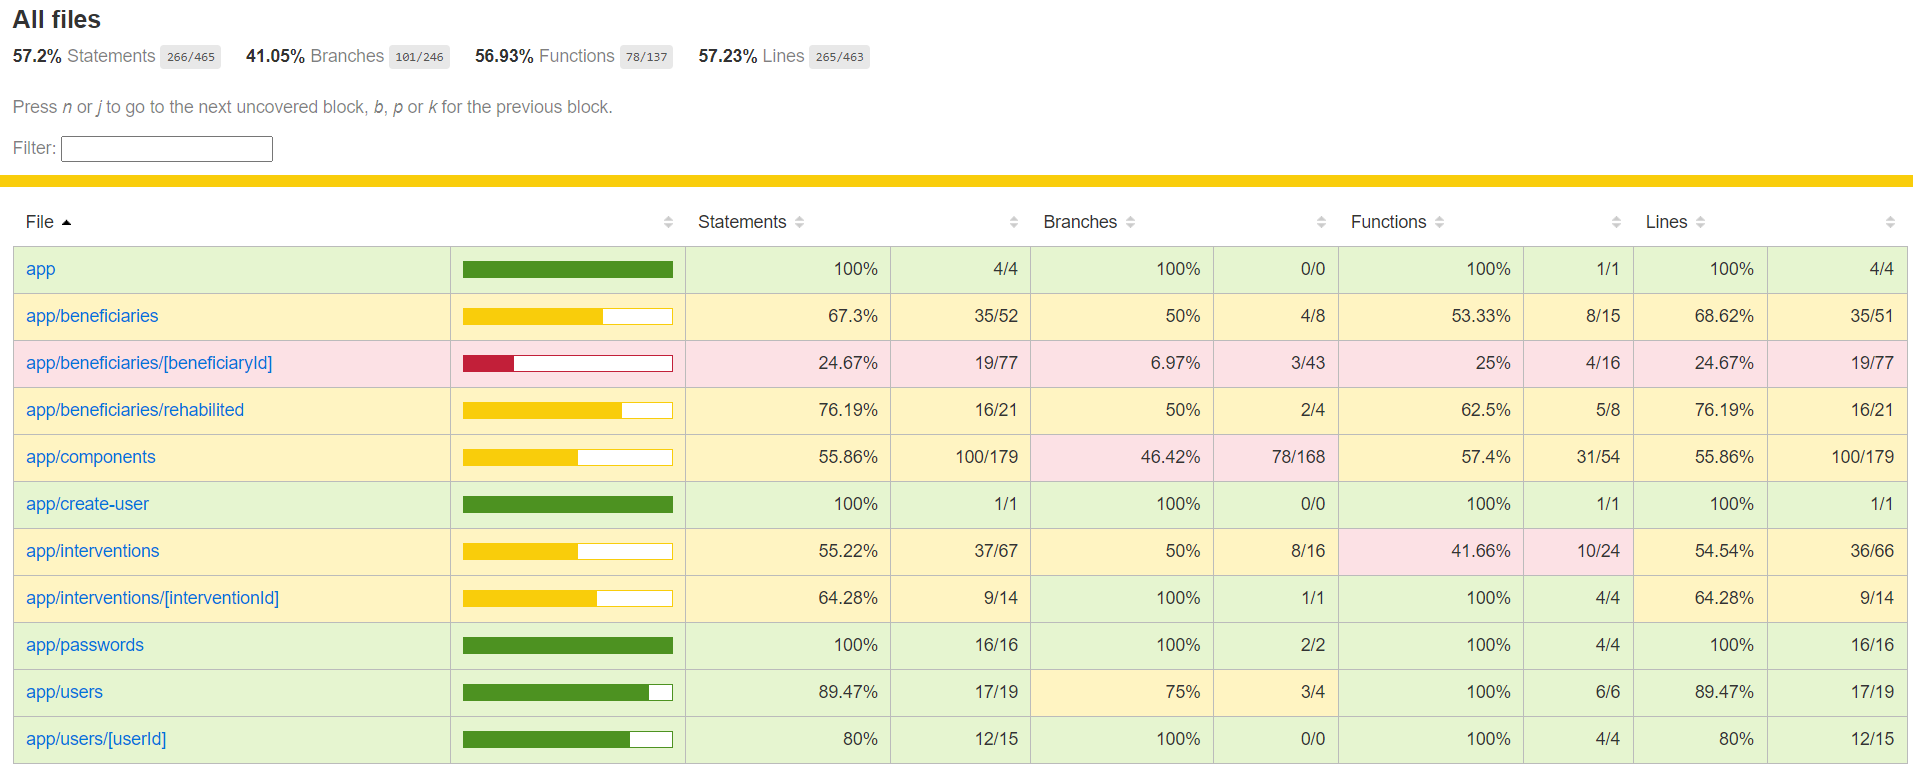 All files
57.2% Statements 266/465 41.05% Branches 101/246 56.93% Functions 78/137 57.23% Lines 265/463
Press n or j to go to the next uncovered block, b, p or k for the previous block.
Filter:
File Statements Branches Functions Lines
app 100% 4/4 100% 0/0 100% 1/1 100% 4/4
app/beneficiaries 67.3% 35/52 50% 4/8 53.33% 8/15 68.62% 35/51
app/beneficiaries/[beneficiaryId] 24.67% 19/77 6.97% 3/43 25% 4/16 24.67% 19/77
app/beneficiaries/rehabilited 76.19% 16/21 50% 2/4 62.5% 5/8 76.19% 16/21
app/components 55.86% 100/179 46.42% 78/168 57.4% 31/54 55.86% 100/179
app/create-user 100% 1/1 100% 0/0 100% 1/1 100% 1/1
app/interventions 55.22% 37/67 50% 8/16 41.66% 10/24 54.54% 36/66
app/interventions/[interventionId] 64.28% 9/14 100% 1/1 100% 4/4 64.28% 9/14
app/passwords 100% 16/16 100% 2/2 100% 4/4 100% 16/16
app/users 89.47% 17/19 75% 3/4 100% 6/6 89.47% 17/19
app/users/[userId] 80% 12/15 100% 0/0 100% 4/4 80% 12/15